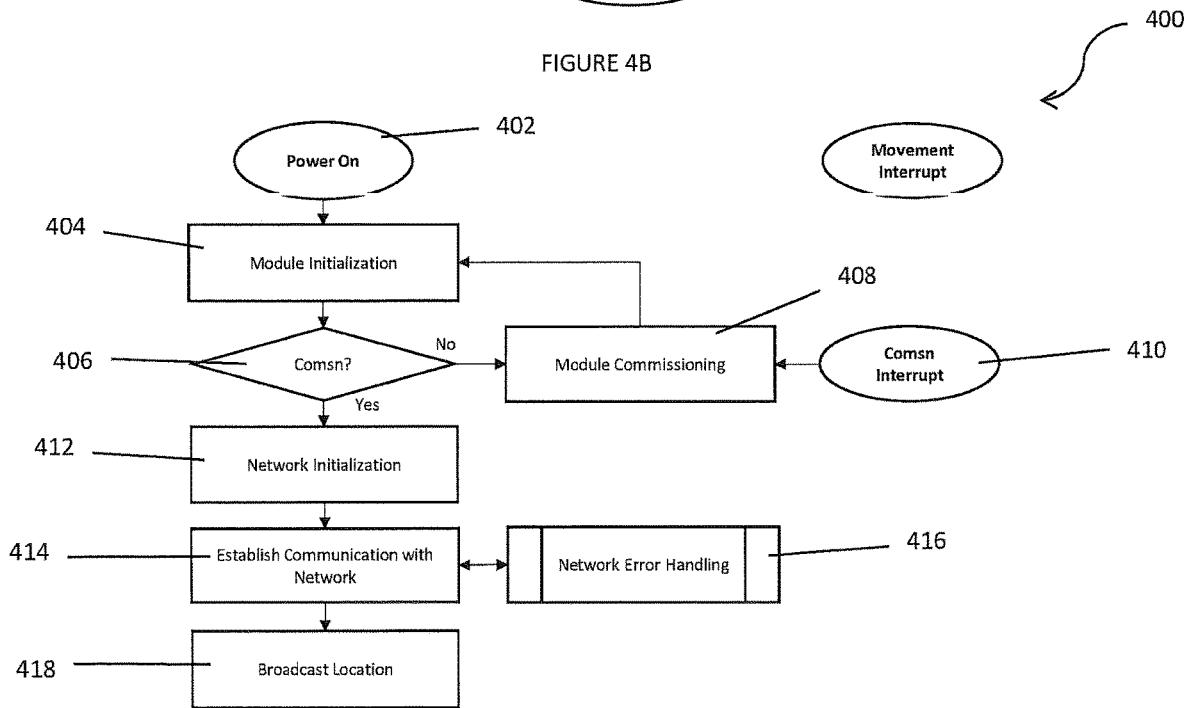 400
FIGURE 4B
402
Power On
Movement
Interrupt
404
Module Initialization
408
406
Comsn?
No
Module Commissioning
Comsn
Interrupt
410
Yes
412
Network Initialization
414
Establish Communication with
Network
Network Error Handling
416
418
Broadcast Location